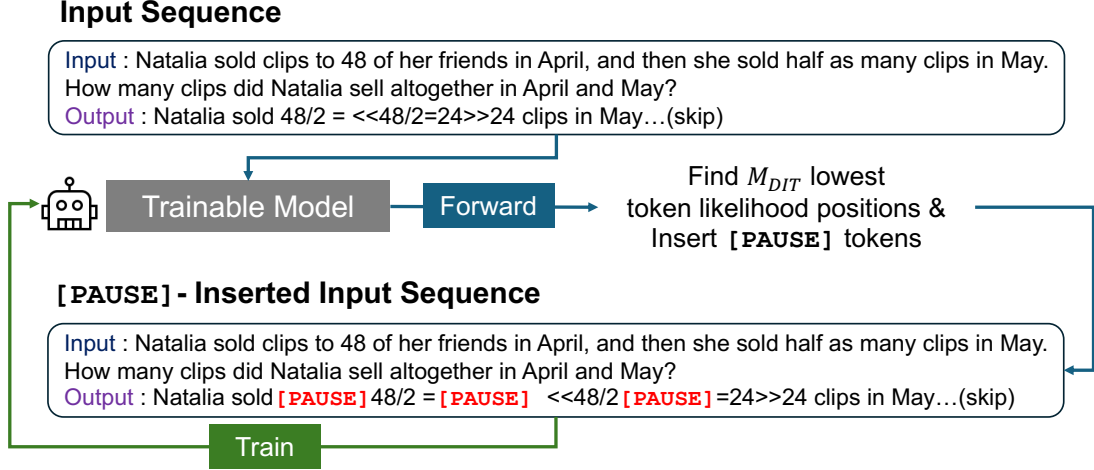 Input Sequence
Input : Natalia sold clips to 48 of her friends in April, and then she sold half as many clips in May.
How many clips did Natalia sell altogether in April and May?
Output : Natalia sold 48/2 = <<48/2=24>>24 clips in May…(skip)
Trainable Model
Forward
Find M_DIT lowest
token likelihood positions &
Insert [PAUSE] tokens
[PAUSE]- Inserted Input Sequence
Input : Natalia sold clips to 48 of her friends in April, and then she sold half as many clips in May.
How many clips did Natalia sell altogether in April and May?
Output : Natalia sold [PAUSE] 48/2 =[PAUSE] <<48/2[PAUSE]=24>>24 clips in May…(skip)
Train